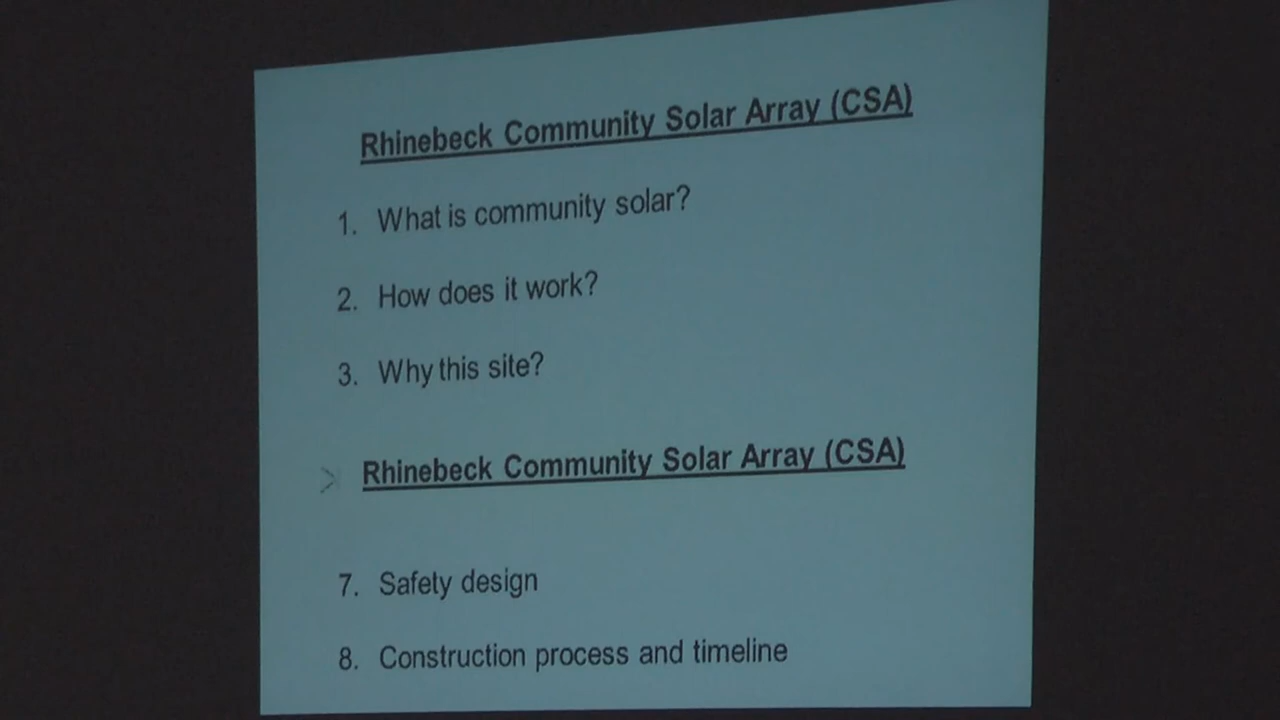 Rhinebeck Community Solar Array (CSA)
1. What is community solar?
2. How does it work?
3. Why this site?
Rhinebeck Community Solar Array (CSA)
7. Safety design
8. Construction process and timeline